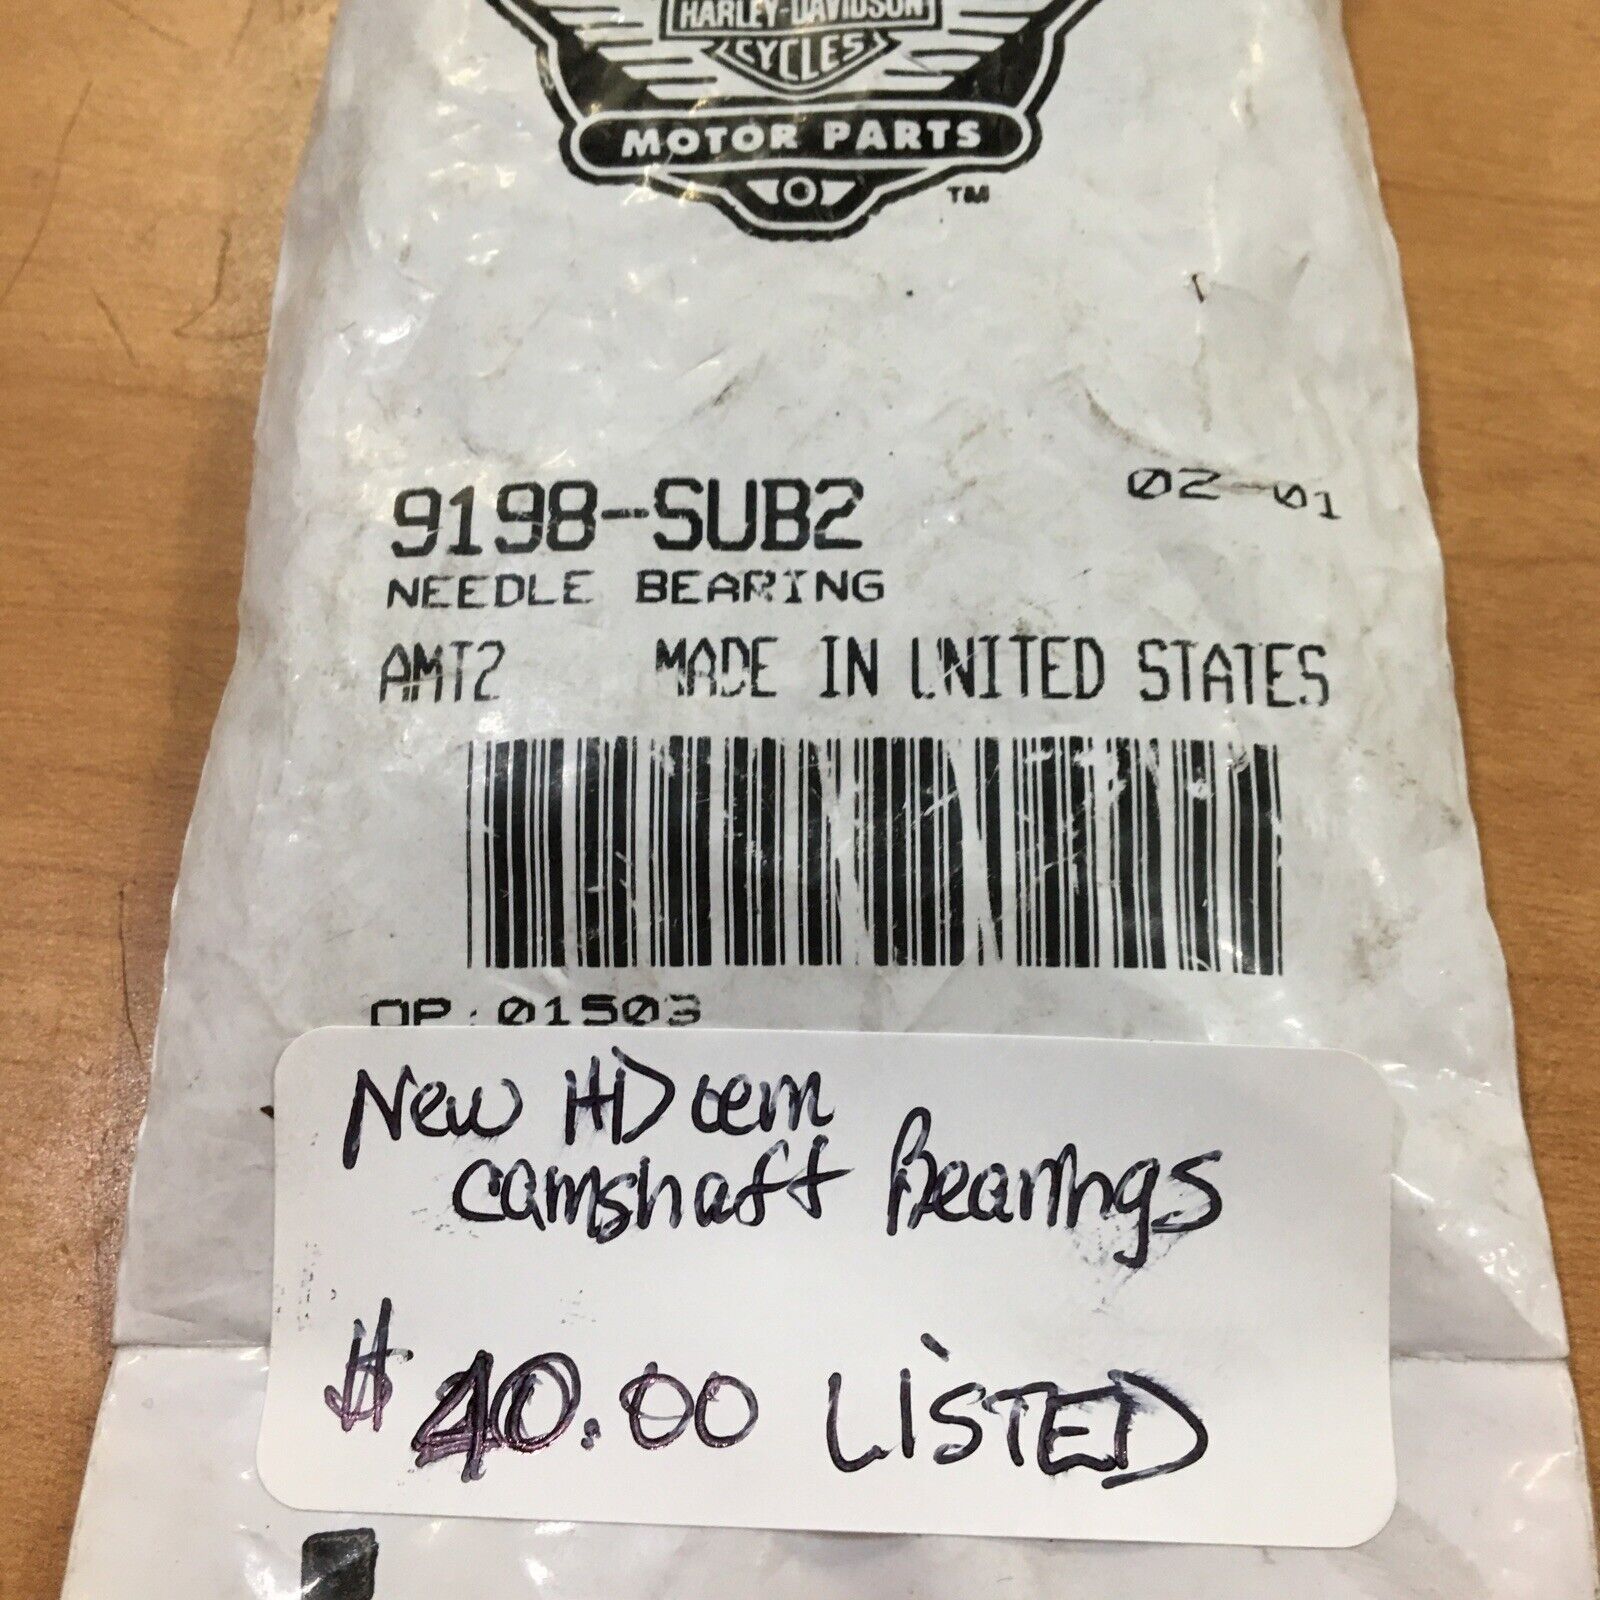 HARLEY-DAVIDSON
CYCLES
MOTOR PARTS
TM
9198-SUB2 02-01
NEEDLE BEARING
AMT2 MADE IN UNITED STATES
OP: 01503
New HD oem
camshaft Bearings
$40.00 LISTED